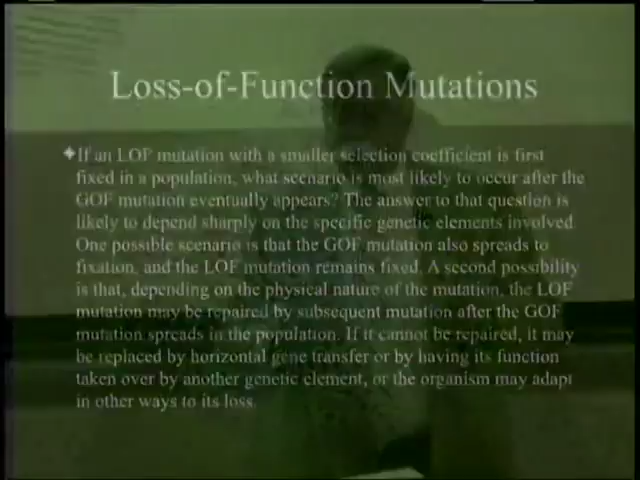 Loss-of-Function Mutations
If an LOF mutation with a smaller selection coefficient is first
fixed in a population, what scenario is most likely to occur after the
GOF mutation eventually appears? The answer to that question is
likely to depend sharply on the specific genetic elements involved.
One possible scenario is that the GOF mutation also spreads to
fixation, and the LOF mutation remains fixed. A second possibility
is that, depending on the physical nature of the mutation, the LOF
mutation may be repaired by subsequent mutation after the GOF
mutation spreads in the population. If it cannot be repaired, it may
be replaced by horizontal gene transfer or by having its function
taken over by another genetic element, or the organism may adapt
in other ways to its loss.